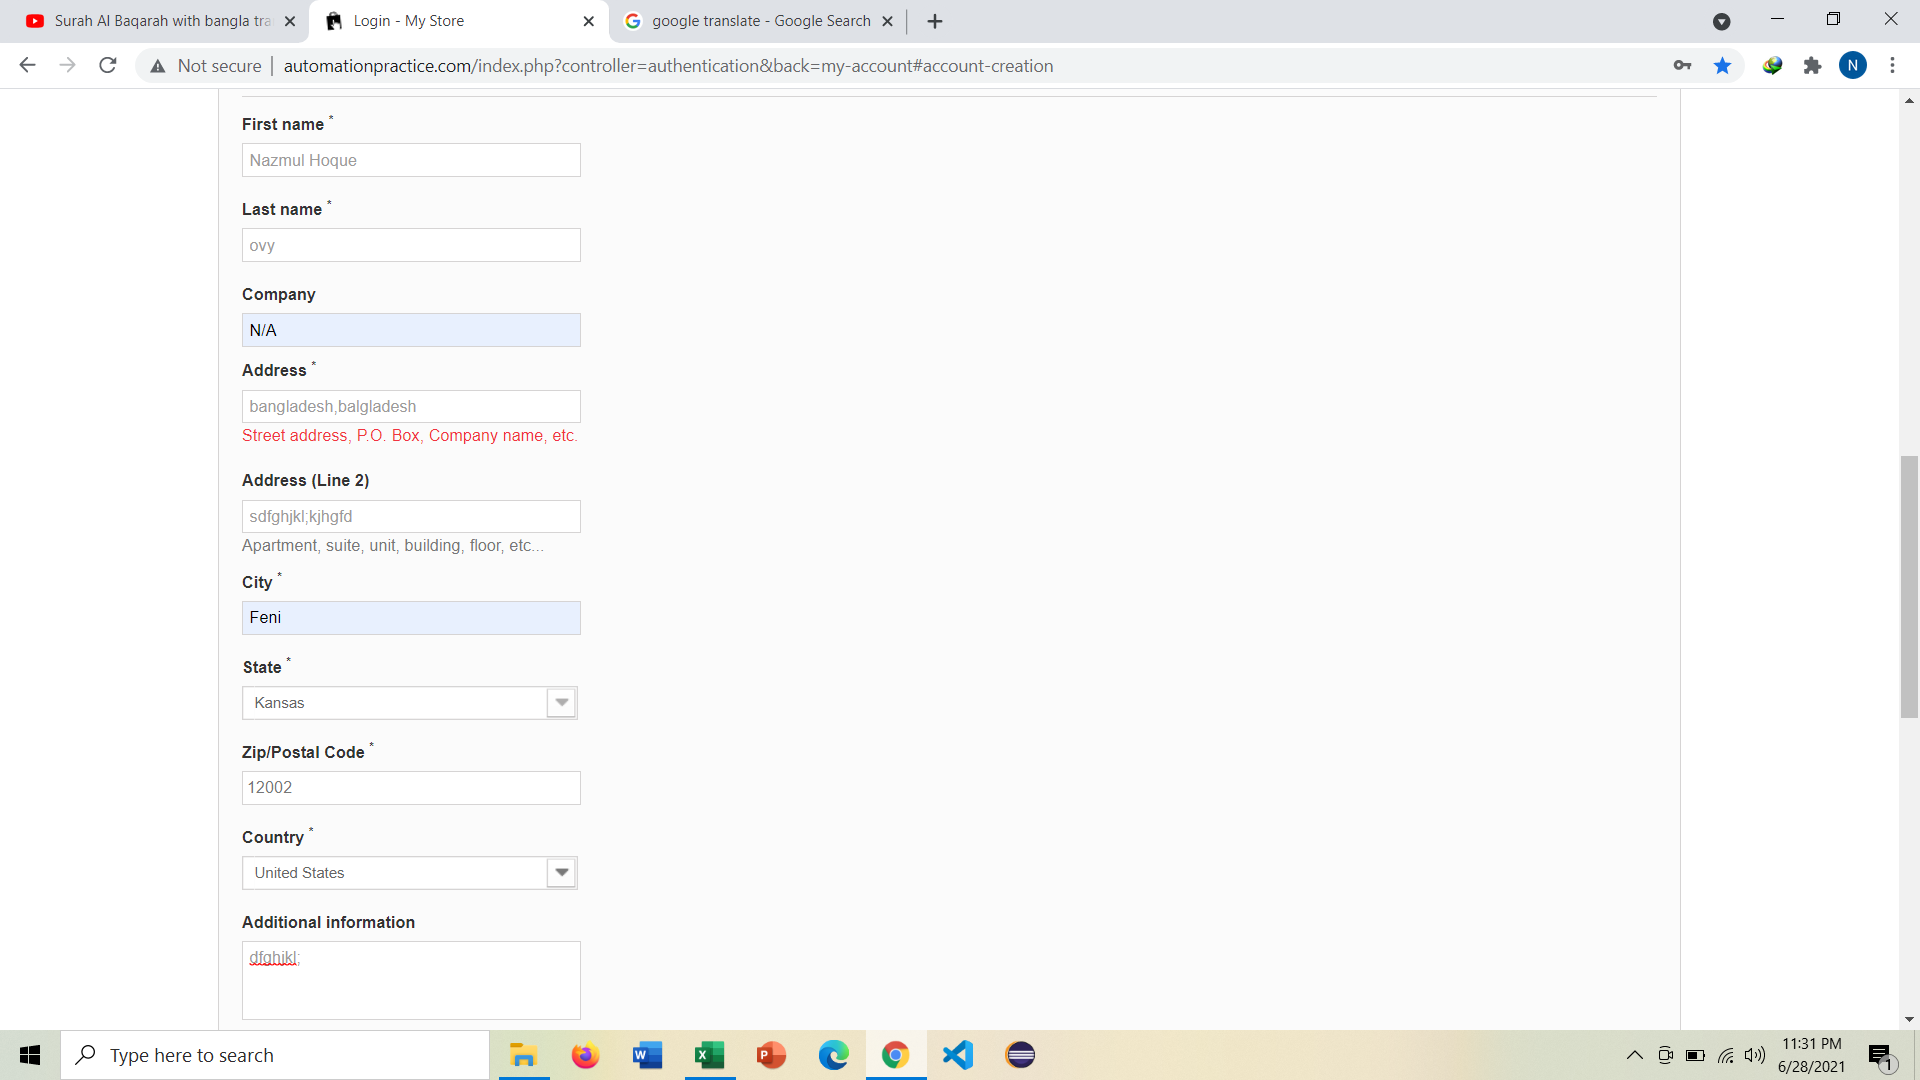 Surah Al Baqarah with bangla tra
Login - My Store
google translate - Google Search
Not secure
automationpractice.com/index.php?controller=authentication&back=my-account#account-creation
N
First name *
Nazmul Hoque
Last name *
ovy
Company
N/A
Address *
bangladesh,balgladesh
Street address, P.O. Box, Company name, etc.
Address (Line 2)
sdfghjkl;kjhgfd
Apartment, suite, unit, building, floor, etc...
City *
Feni
State *
Kansas
Zip/Postal Code *
12002
Country *
United States
Additional information
dfghjkl;
Type here to search
11:31 PM
6/28/2021
1